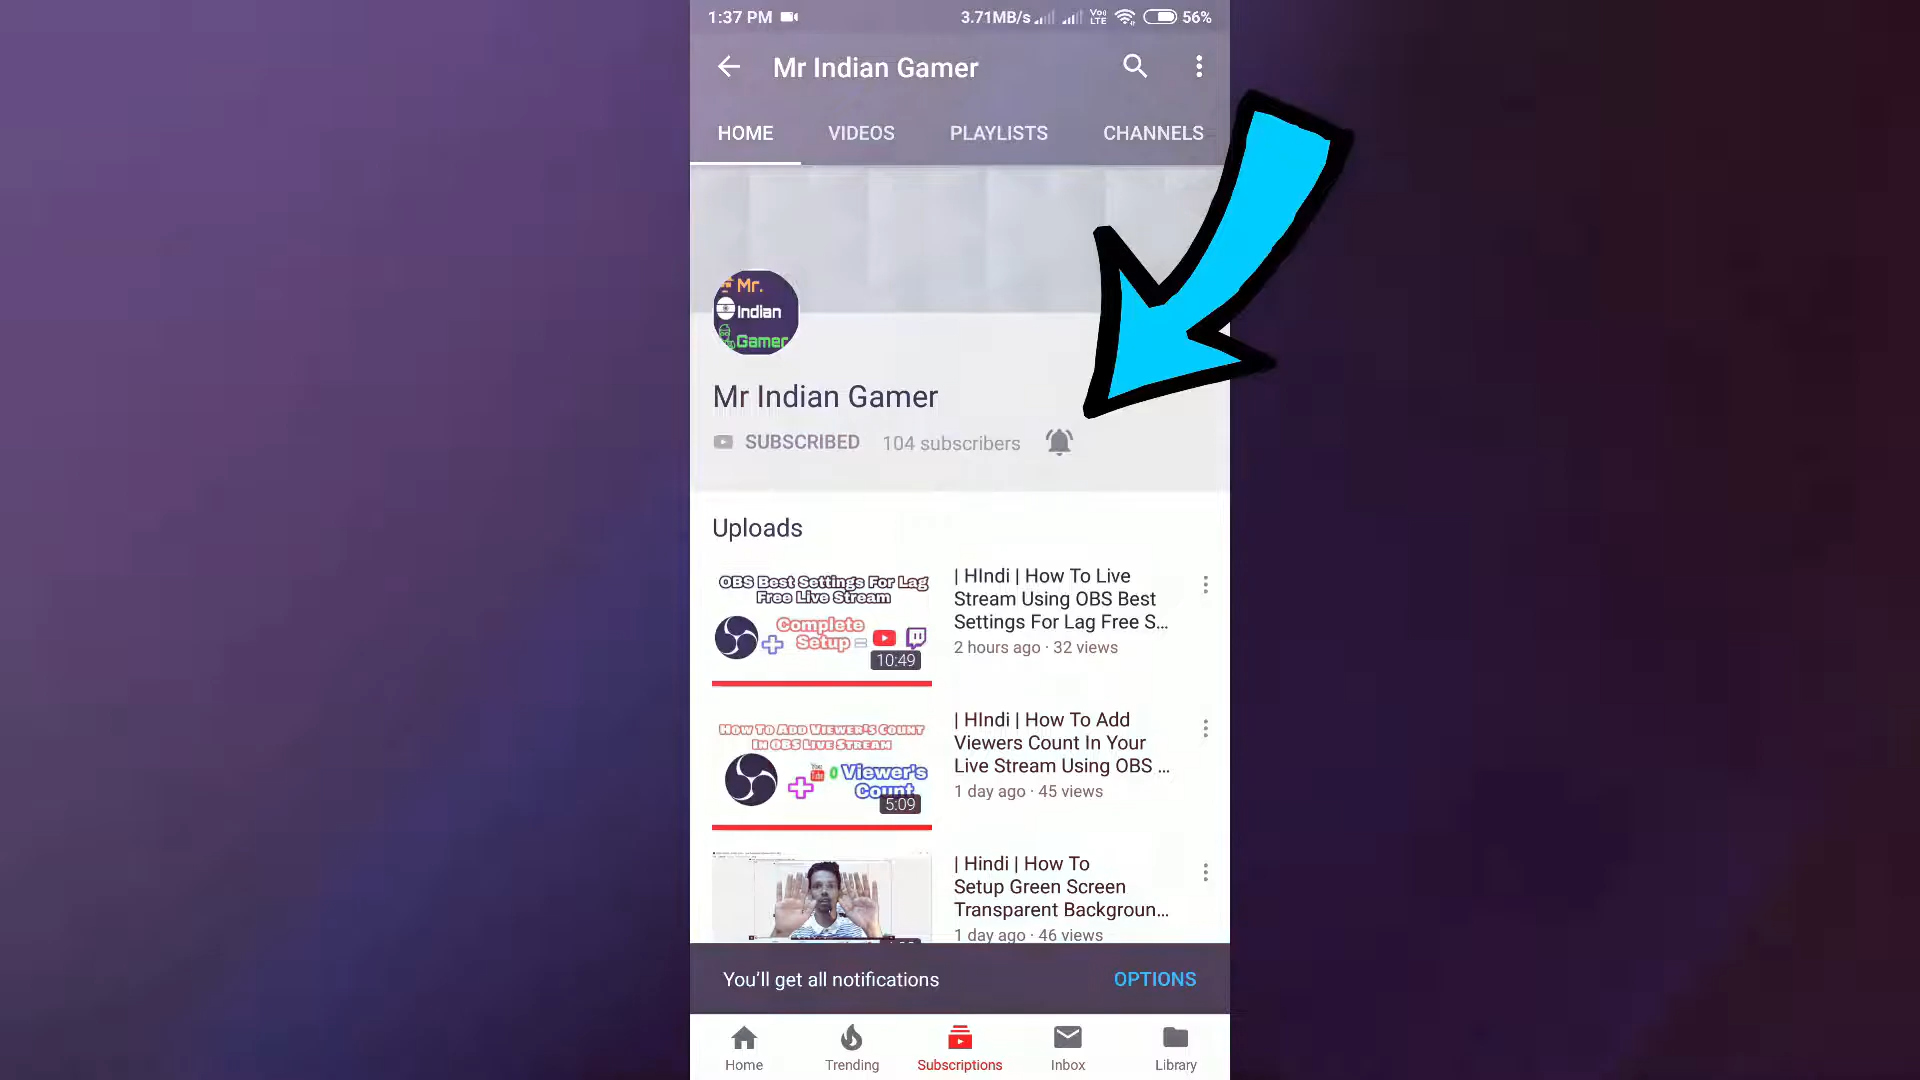 1:37 PM 3.71MB/s VoLTE 56%
Mr Indian Gamer
HOME VIDEOS PLAYLISTS CHANNELS
Mr.
Indian
Gamer
Mr Indian Gamer
SUBSCRIBED 104 subscribers
Uploads
OBS Best Settings For Lag
Free Live Stream
Complete
Setup =
10:49
| HIndi | How To Live
Stream Using OBS Best
Settings For Lag Free S...
2 hours ago · 32 views
How To Add Viewer's Count
In OBS Live Stream
You
Tube
0 Viewer's
Count
5:09
| HIndi | How To Add
Viewers Count In Your
Live Stream Using OBS ...
1 day ago · 45 views
| Hindi | How To
Setup Green Screen
Transparent Backgroun...
1 day ago · 46 views
You'll get all notifications OPTIONS
Home Trending Subscriptions Inbox Library